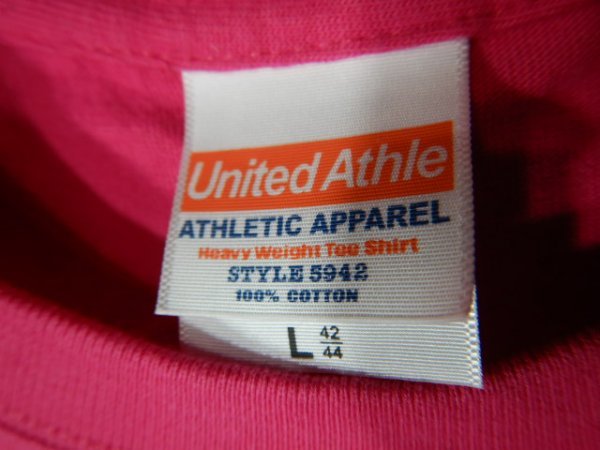 United Athle
ATHLETIC APPAREL
Heavy Weight Tee Shirt
STYLE 5942
100% COTTON
L 42/44